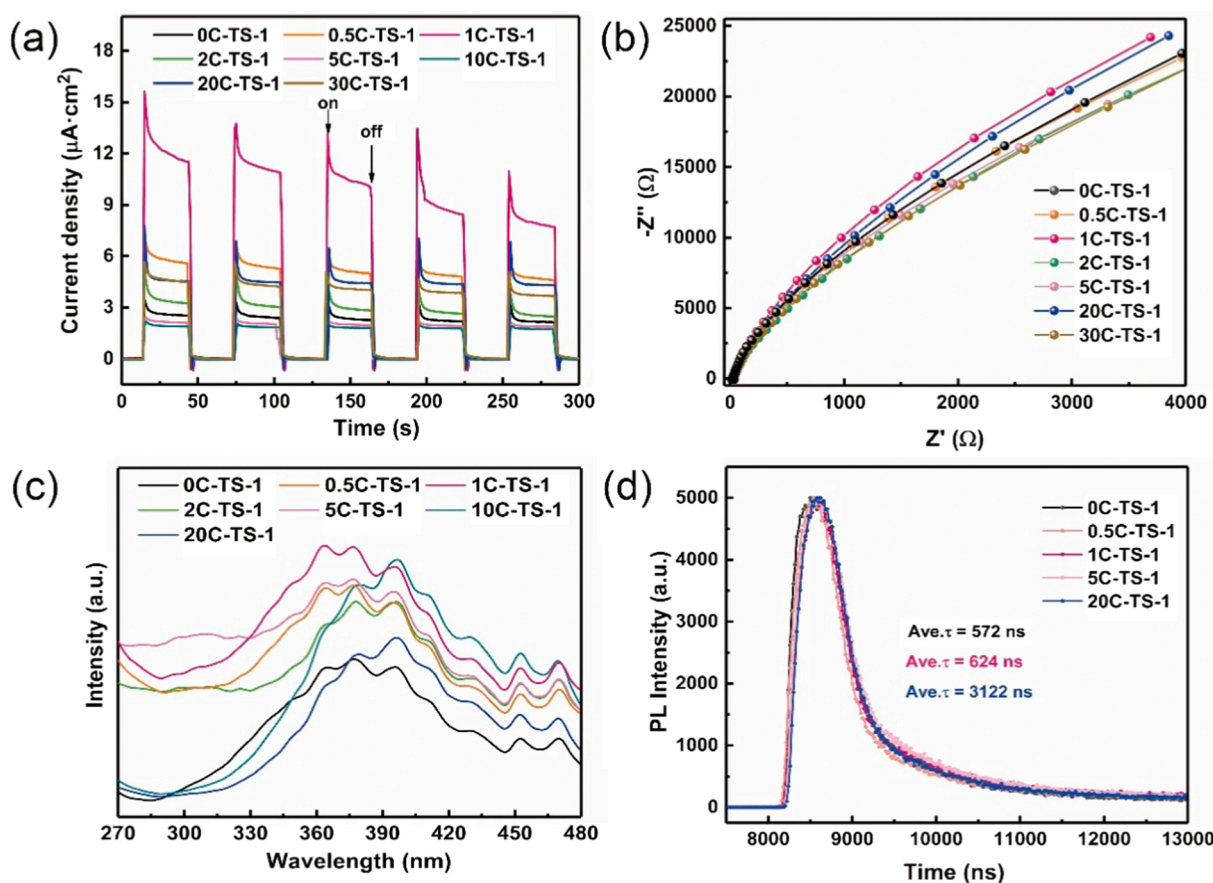 (a)
0C-TS-1 0.5C-TS-1 1C-TS-1
2C-TS-1 5C-TS-1 10C-TS-1
20C-TS-1 30C-TS-1
on
off
Current density (μA·cm²)
18
15
12
9
6
3
0
0 50 100 150 200 250 300
Time (s)
(b)
-Z'' (Ω)
25000
20000
15000
10000
5000
0
0C-TS-1
0.5C-TS-1
1C-TS-1
2C-TS-1
5C-TS-1
20C-TS-1
30C-TS-1
0 1000 2000 3000 4000
Z' (Ω)
(c)
0C-TS-1 0.5C-TS-1 1C-TS-1
2C-TS-1 5C-TS-1 10C-TS-1
20C-TS-1
Intensity (a.u.)
270 300 330 360 390 420 450 480
Wavelength (nm)
(d)
PL Intensity (a.u.)
5000
4000
3000
2000
1000
0
0C-TS-1
0.5C-TS-1
1C-TS-1
5C-TS-1
20C-TS-1
Ave.τ = 572 ns
Ave.τ = 624 ns
Ave.τ = 3122 ns
8000 9000 10000 11000 12000 13000
Time (ns)